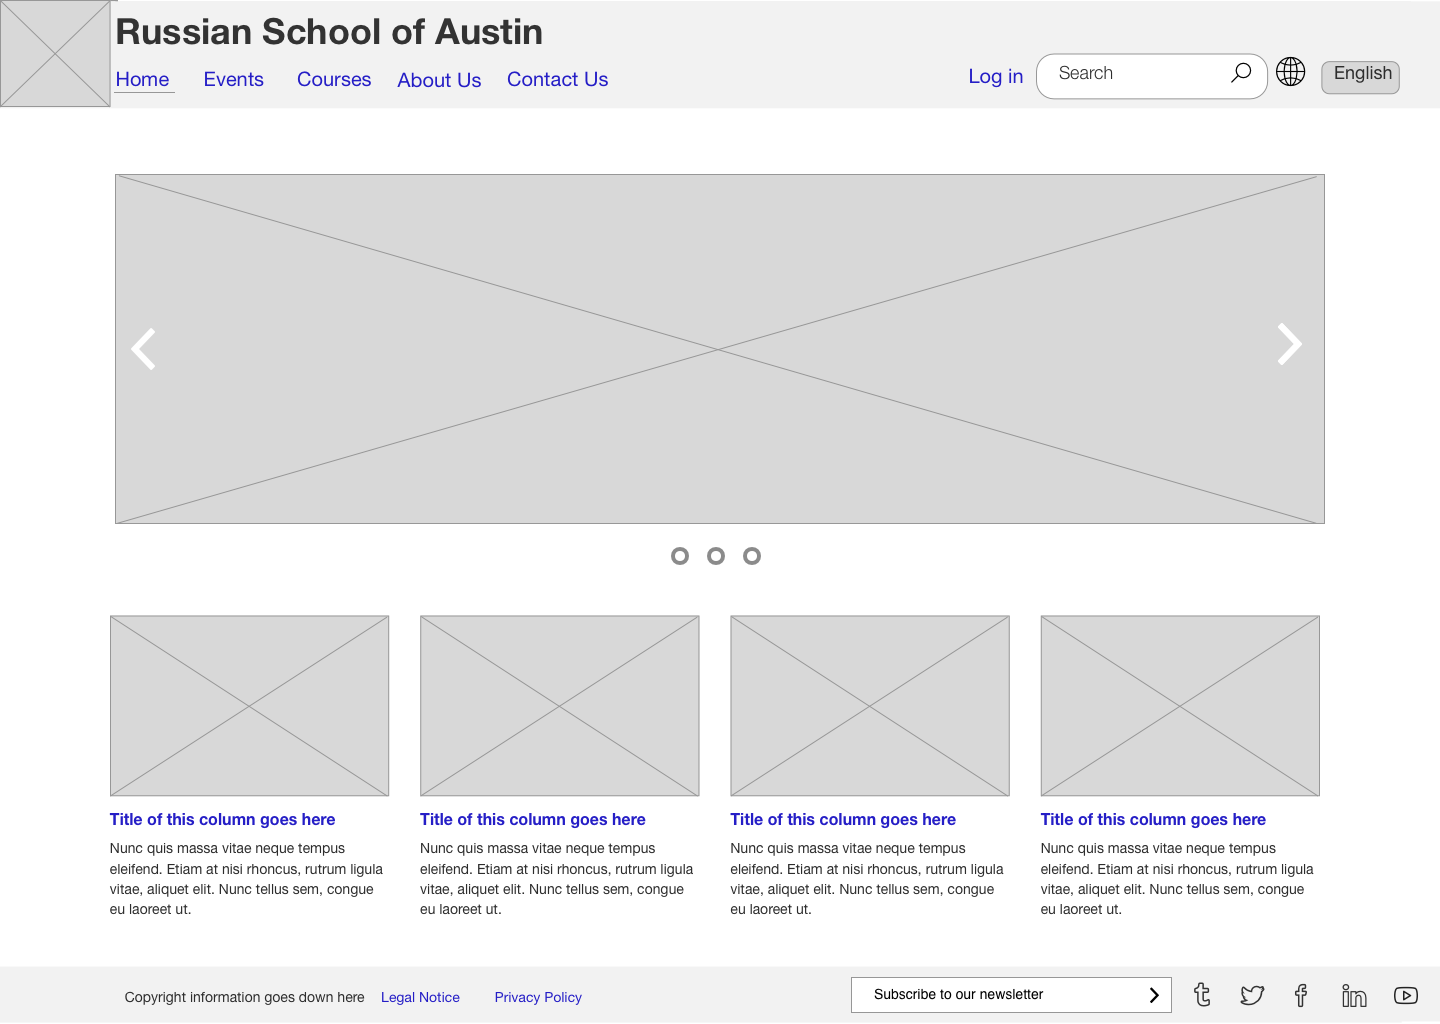 Russian School of Austin
Home Events Courses About Us Contact Us
Log in Search English
Title of this column goes here
Nunc quis massa vitae neque tempus
eleifend. Etiam at nisi rhoncus, rutrum ligula
vitae, aliquet elit. Nunc tellus sem, congue
eu laoreet ut.
Title of this column goes here
Nunc quis massa vitae neque tempus
eleifend. Etiam at nisi rhoncus, rutrum ligula
vitae, aliquet elit. Nunc tellus sem, congue
eu laoreet ut.
Title of this column goes here
Nunc quis massa vitae neque tempus
eleifend. Etiam at nisi rhoncus, rutrum ligula
vitae, aliquet elit. Nunc tellus sem, congue
eu laoreet ut.
Title of this column goes here
Nunc quis massa vitae neque tempus
eleifend. Etiam at nisi rhoncus, rutrum ligula
vitae, aliquet elit. Nunc tellus sem, congue
eu laoreet ut.
Copyright information goes down here Legal Notice Privacy Policy Subscribe to our newsletter